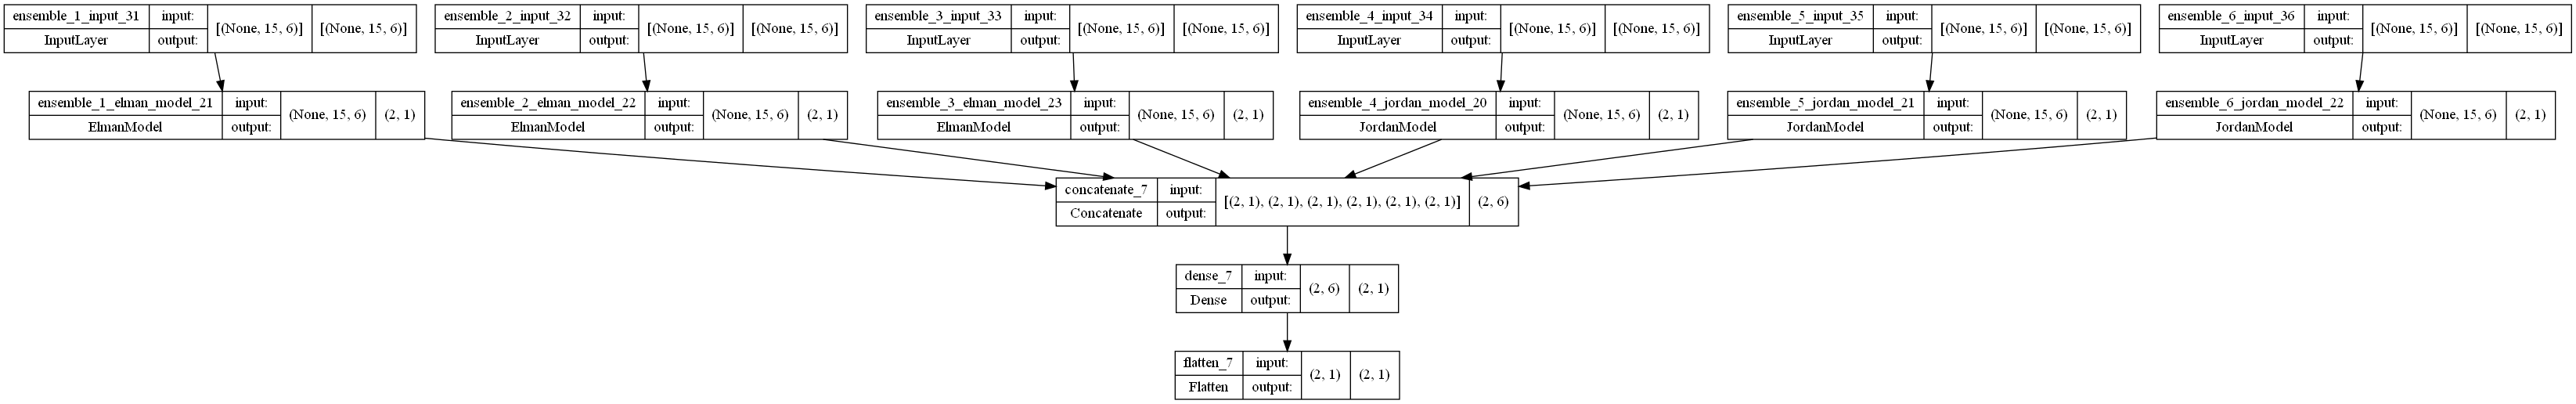 ensemble_1_input_31 input: [(None, 15, 6)] [(None, 15, 6)]
InputLayer output:
ensemble_2_input_32 input: [(None, 15, 6)] [(None, 15, 6)]
InputLayer output:
ensemble_3_input_33 input: [(None, 15, 6)] [(None, 15, 6)]
InputLayer output:
ensemble_4_input_34 input: [(None, 15, 6)] [(None, 15, 6)]
InputLayer output:
ensemble_5_input_35 input: [(None, 15, 6)] [(None, 15, 6)]
InputLayer output:
ensemble_6_input_36 input: [(None, 15, 6)] [(None, 15, 6)]
InputLayer output:
ensemble_1_elman_model_21 input: (None, 15, 6) (2, 1)
ElmanModel output:
ensemble_2_elman_model_22 input: (None, 15, 6) (2, 1)
ElmanModel output:
ensemble_3_elman_model_23 input: (None, 15, 6) (2, 1)
ElmanModel output:
ensemble_4_jordan_model_20 input: (None, 15, 6) (2, 1)
JordanModel output:
ensemble_5_jordan_model_21 input: (None, 15, 6) (2, 1)
JordanModel output:
ensemble_6_jordan_model_22 input: (None, 15, 6) (2, 1)
JordanModel output:
concatenate_7 input: [(2, 1), (2, 1), (2, 1), (2, 1), (2, 1), (2, 1)] (2, 6)
Concatenate output:
dense_7 input: (2, 6) (2, 1)
Dense output:
flatten_7 input: (2, 1) (2, 1)
Flatten output: